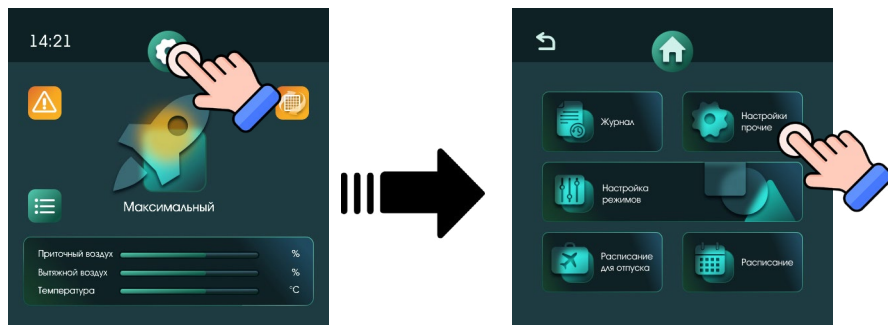 14:21
Максимальный
Приточный воздух %
Вытяжной воздух %
Температура °C
Журнал
Настройки
прочие
Настройка
режимов
Расписание
для отпуска
Расписание